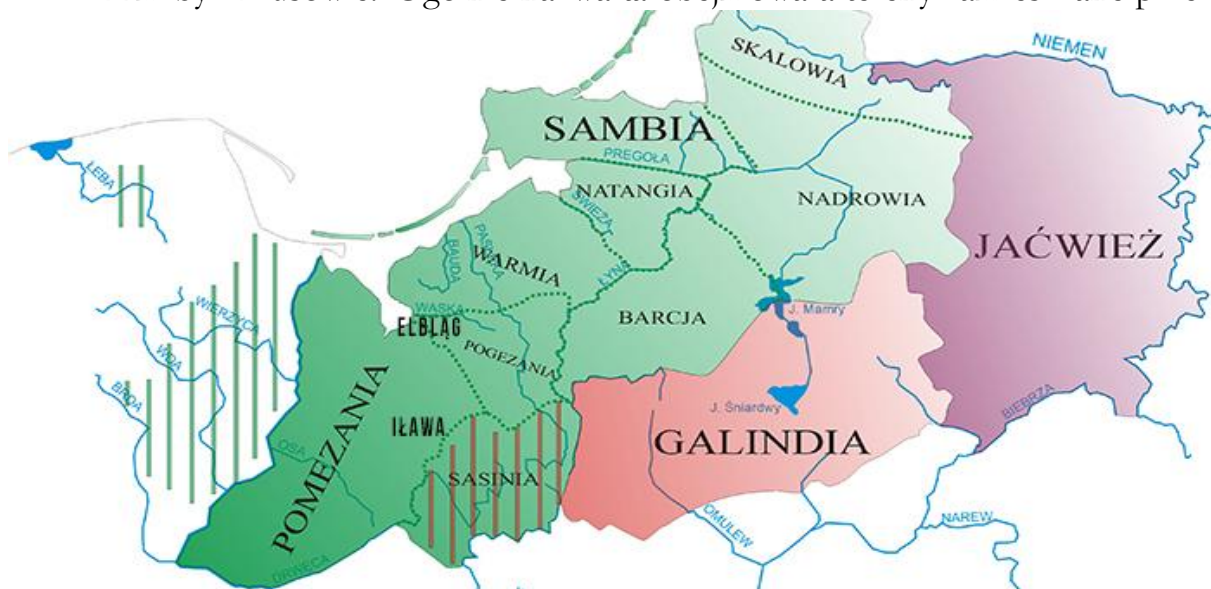 NIEMEN
SKALOWIA
SAMBIA
PREGOŁA
ŁEBA
NATANGIA
ŚWIEŻA
NADROWIA
PASŁĘKA
BAUDA
WARMIA
JAĆWIEŻ
ŁYNA
WIERZYCA
WĄSKA
J. Mamry
ELBLĄG
BARCJA
POGEZANIA
WDA
BRDA
POMEZANIA
J. Śniardwy
BIEBRZA
IŁAWA
OSA
GALINDIA
SASINIA
OMULEW
NAREW
DRWĘCA